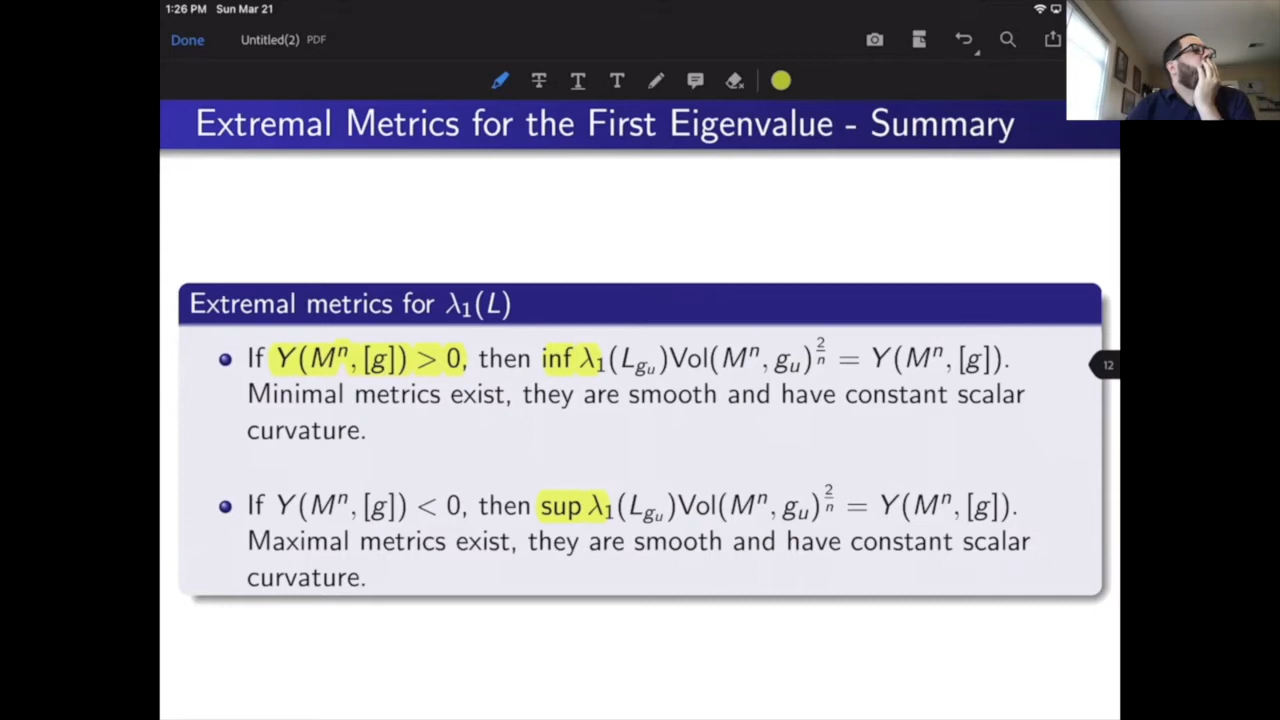 1:26 PM Sun Mar 21
Done Untitled(2) PDF
Extremal Metrics for the First Eigenvalue - Summary
Extremal metrics for λ₁(L)
If Y(Mⁿ, [g]) > 0, then inf λ₁(L_{g_u})Vol(Mⁿ, g_u)^{2/n} = Y(Mⁿ, [g]).
Minimal metrics exist, they are smooth and have constant scalar
curvature.
12
If Y(Mⁿ, [g]) < 0, then sup λ₁(L_{g_u})Vol(Mⁿ, g_u)^{2/n} = Y(Mⁿ, [g]).
Maximal metrics exist, they are smooth and have constant scalar
curvature.